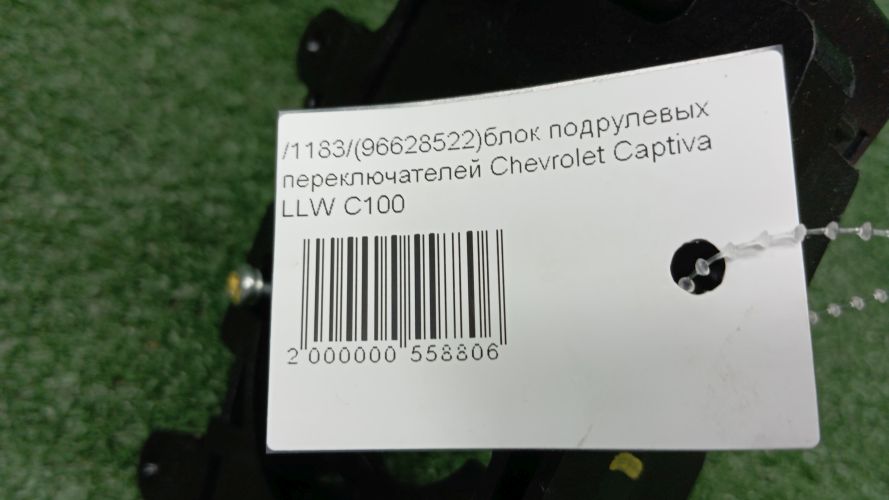 /1183/(96628522)блок подрулевых
переключателей Chevrolet Captiva
LLW C100
2 000000 558806